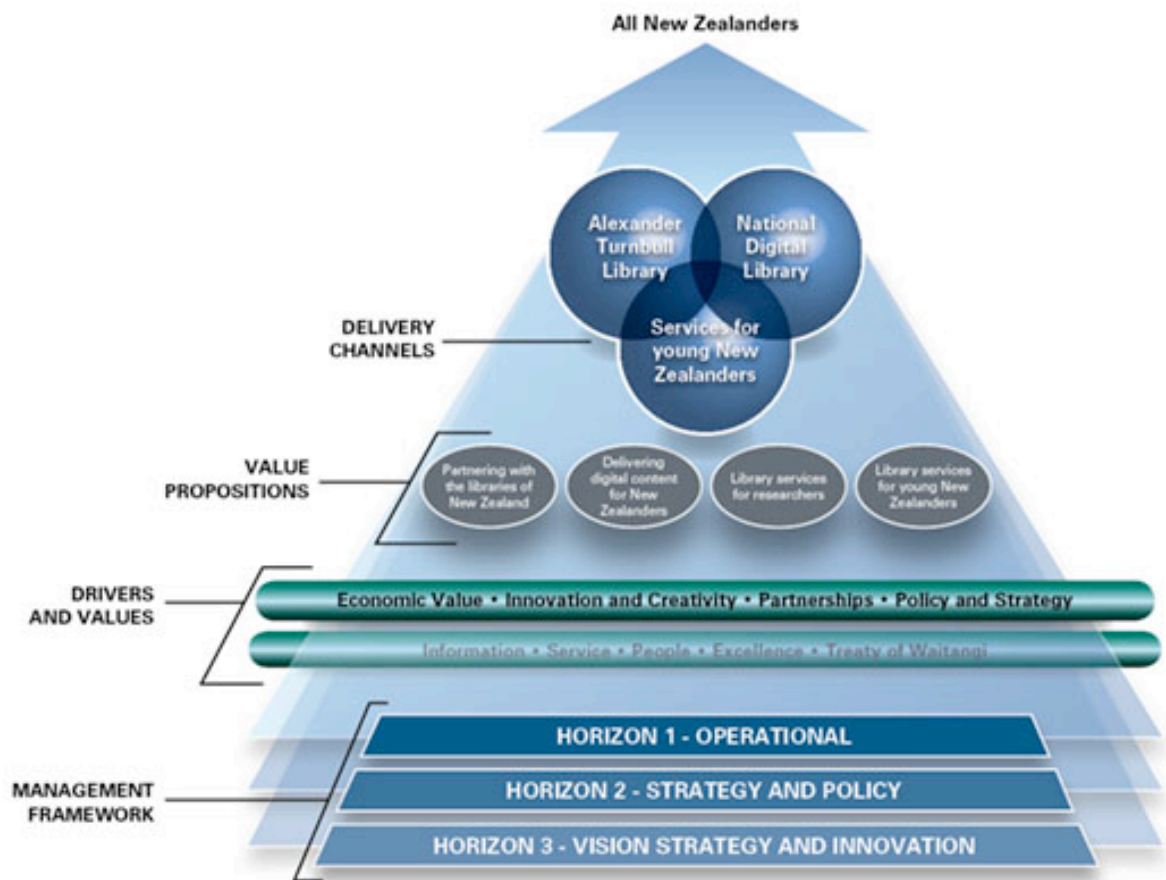 All New Zealanders
Alexander
Turnbull
Library
National
Digital
Library
Services for
young New
Zealanders
DELIVERY
CHANNELS
VALUE
PROPOSITIONS
Partnering with
the libraries of
New Zealand
Delivering
digital content
for New
Zealanders
Library services
for researchers
Library services
for young New
Zealanders
DRIVERS
AND VALUES
Economic Value • Innovation and Creativity • Partnerships • Policy and Strategy
Information • Service • People • Excellence • Treaty of Waitangi
MANAGEMENT
FRAMEWORK
HORIZON 1 - OPERATIONAL
HORIZON 2 - STRATEGY AND POLICY
HORIZON 3 - VISION STRATEGY AND INNOVATION